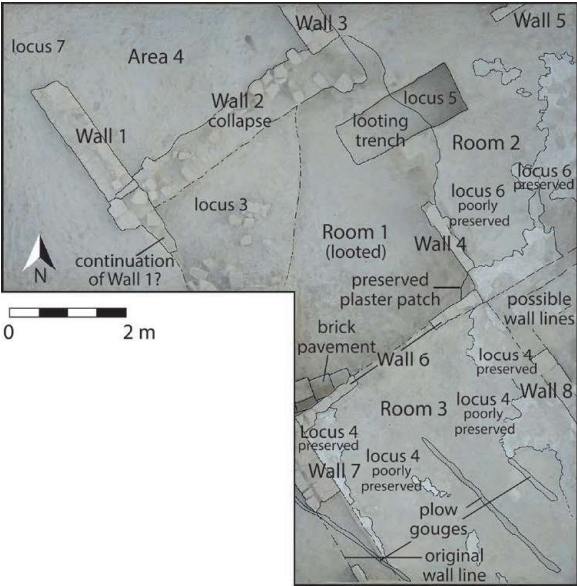 Wall 3
Wall 5
locus 7
Area 4
locus 5
Wall 2
collapse
looting
trench
Wall 1
Room 2
locus 6
preserved
locus 6
poorly
preserved
locus 3
Room 1
(looted)
Wall 4
continuation
of Wall 1?
N
preserved
plaster patch
possible
wall lines
0
2 m
brick
pavement
Wall 6
locus 4
preserved
Wall 8
Room 3
locus 4
poorly
preserved
Locus 4
preserved
locus 4
poorly
preserved
Wall 7
plow
gouges
original
wall line